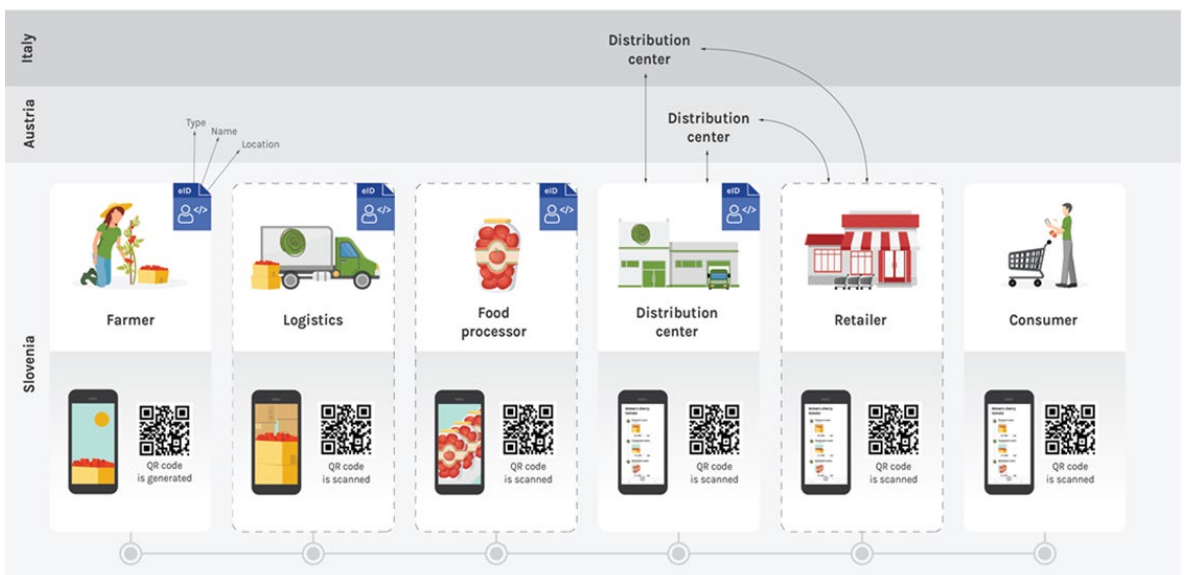 Italy
Distribution
center
Austria
Distribution
center
Type
Name
Location
Slovenia
eID
</>
eID
</>
eID
</>
eID
</>
Farmer
Logistics
Food
processor
Distribution
center
Retailer
Consumer
QR code
is generated
QR code
is scanned
QR code
is scanned
QR code
is scanned
QR code
is scanned
QR code
is scanned